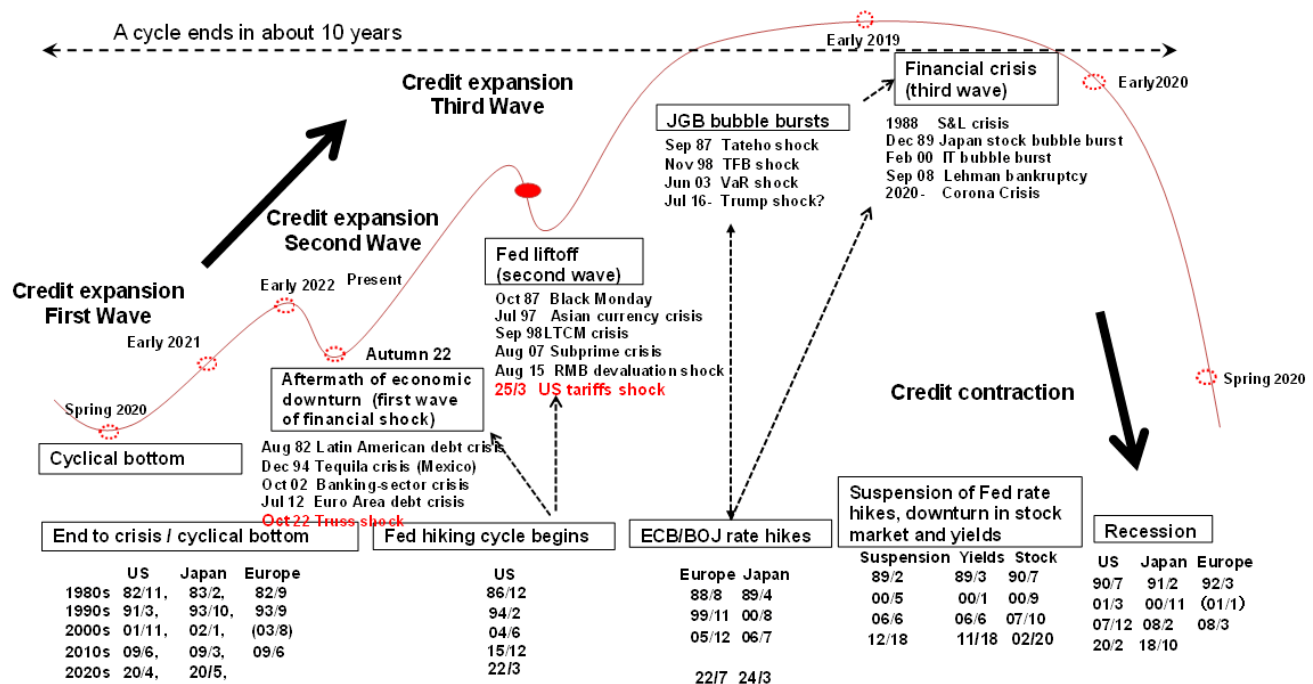 A cycle ends in about 10 years
Early 2019
Credit expansion
Third Wave
Financial crisis
(third wave)
Early2020
JGB bubble bursts
1988 S&L crisis
Dec 89 Japan stock bubble burst
Feb 00 IT bubble burst
Sep 08 Lehman bankruptcy
2020- Corona Crisis
Sep 87 Tateho shock
Nov 98 TFB shock
Jun 03 VaR shock
Jul 16- Trump shock?
Credit expansion
Second Wave
Present
Early 2022
Fed liftoff
(second wave)
Oct 87 Black Monday
Jul 97 Asian currency crisis
Sep 98 LTCM crisis
Aug 07 Subprime crisis
Aug 15 RMB devaluation shock
25/3 US tariffs shock
Credit expansion
First Wave
Early 2021
Autumn 22
Aftermath of economic
downturn (first wave
of financial shock)
Aug 82 Latin American debt crisis
Dec 94 Tequila crisis (Mexico)
Oct 02 Banking-sector crisis
Jul 12 Euro Area debt crisis
Oct 22 Truss shock
Spring 2020
Cyclical bottom
Credit contraction
Spring 2020
End to crisis / cyclical bottom
US Japan Europe
1980s 82/11, 83/2, 82/9
1990s 91/3, 93/10, 93/9
2000s 01/11, 02/1, (03/8)
2010s 09/6, 09/3, 09/6
2020s 20/4, 20/5,
Fed hiking cycle begins
US
86/12
94/2
04/6
15/12
22/3
ECB/BOJ rate hikes
Europe Japan
88/8 89/4
99/11 00/8
05/12 06/7
22/7 24/3
Suspension of Fed rate
hikes, downturn in stock
market and yields
Suspension Yields Stock
89/2 89/3 90/7
00/5 00/1 00/9
06/6 06/6 07/10
12/18 11/18 02/20
Recession
US Japan Europe
90/7 91/2 92/3
01/3 00/11 (01/1)
07/12 08/2 08/3
20/2 18/10